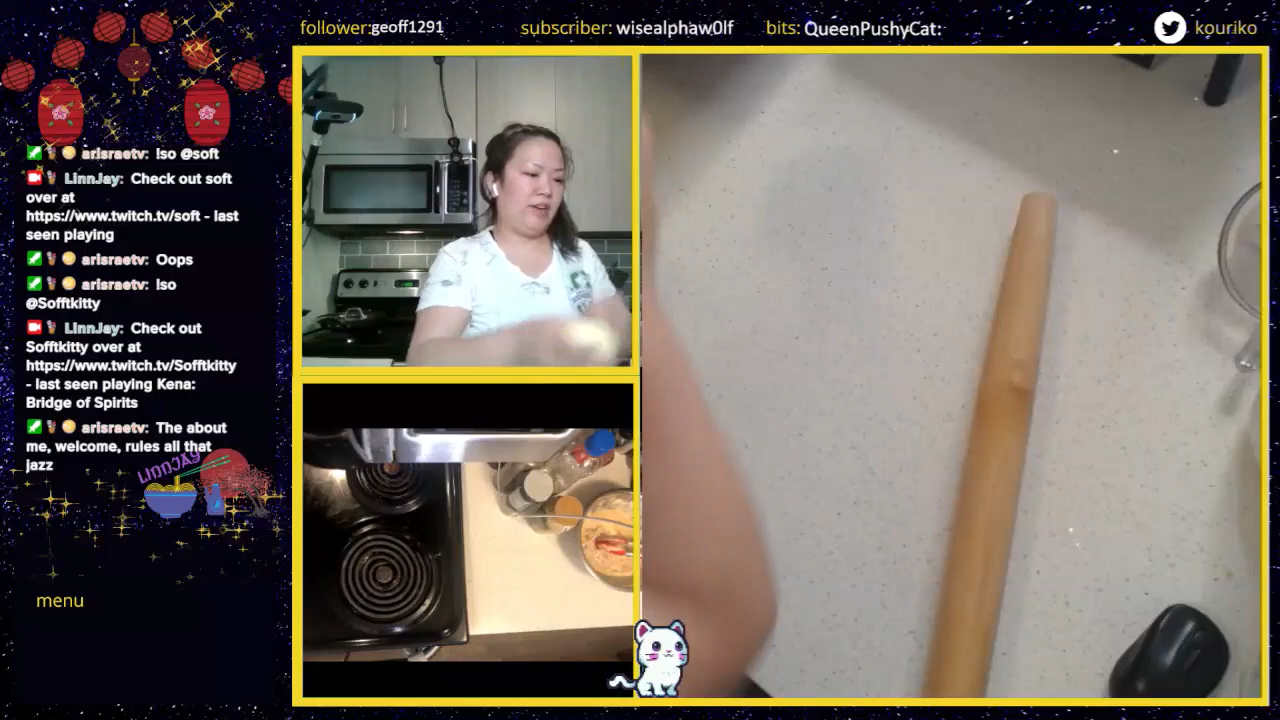 follower:geoff1291 subscriber: wisealphaw0lf bits: QueenPushyCat: kouriko
arisraetv: !so @soft
LinnJay: Check out soft
over at
https://www.twitch.tv/soft - last
seen playing
arisraetv: Oops
arisraetv: !so
@Sofftkitty
LinnJay: Check out
Sofftkitty over at
https://www.twitch.tv/Sofftkitty
- last seen playing Kena:
Bridge of Spirits
arisraetv: The about
me, welcome, rules all that
jazz
LINNJAY
menu